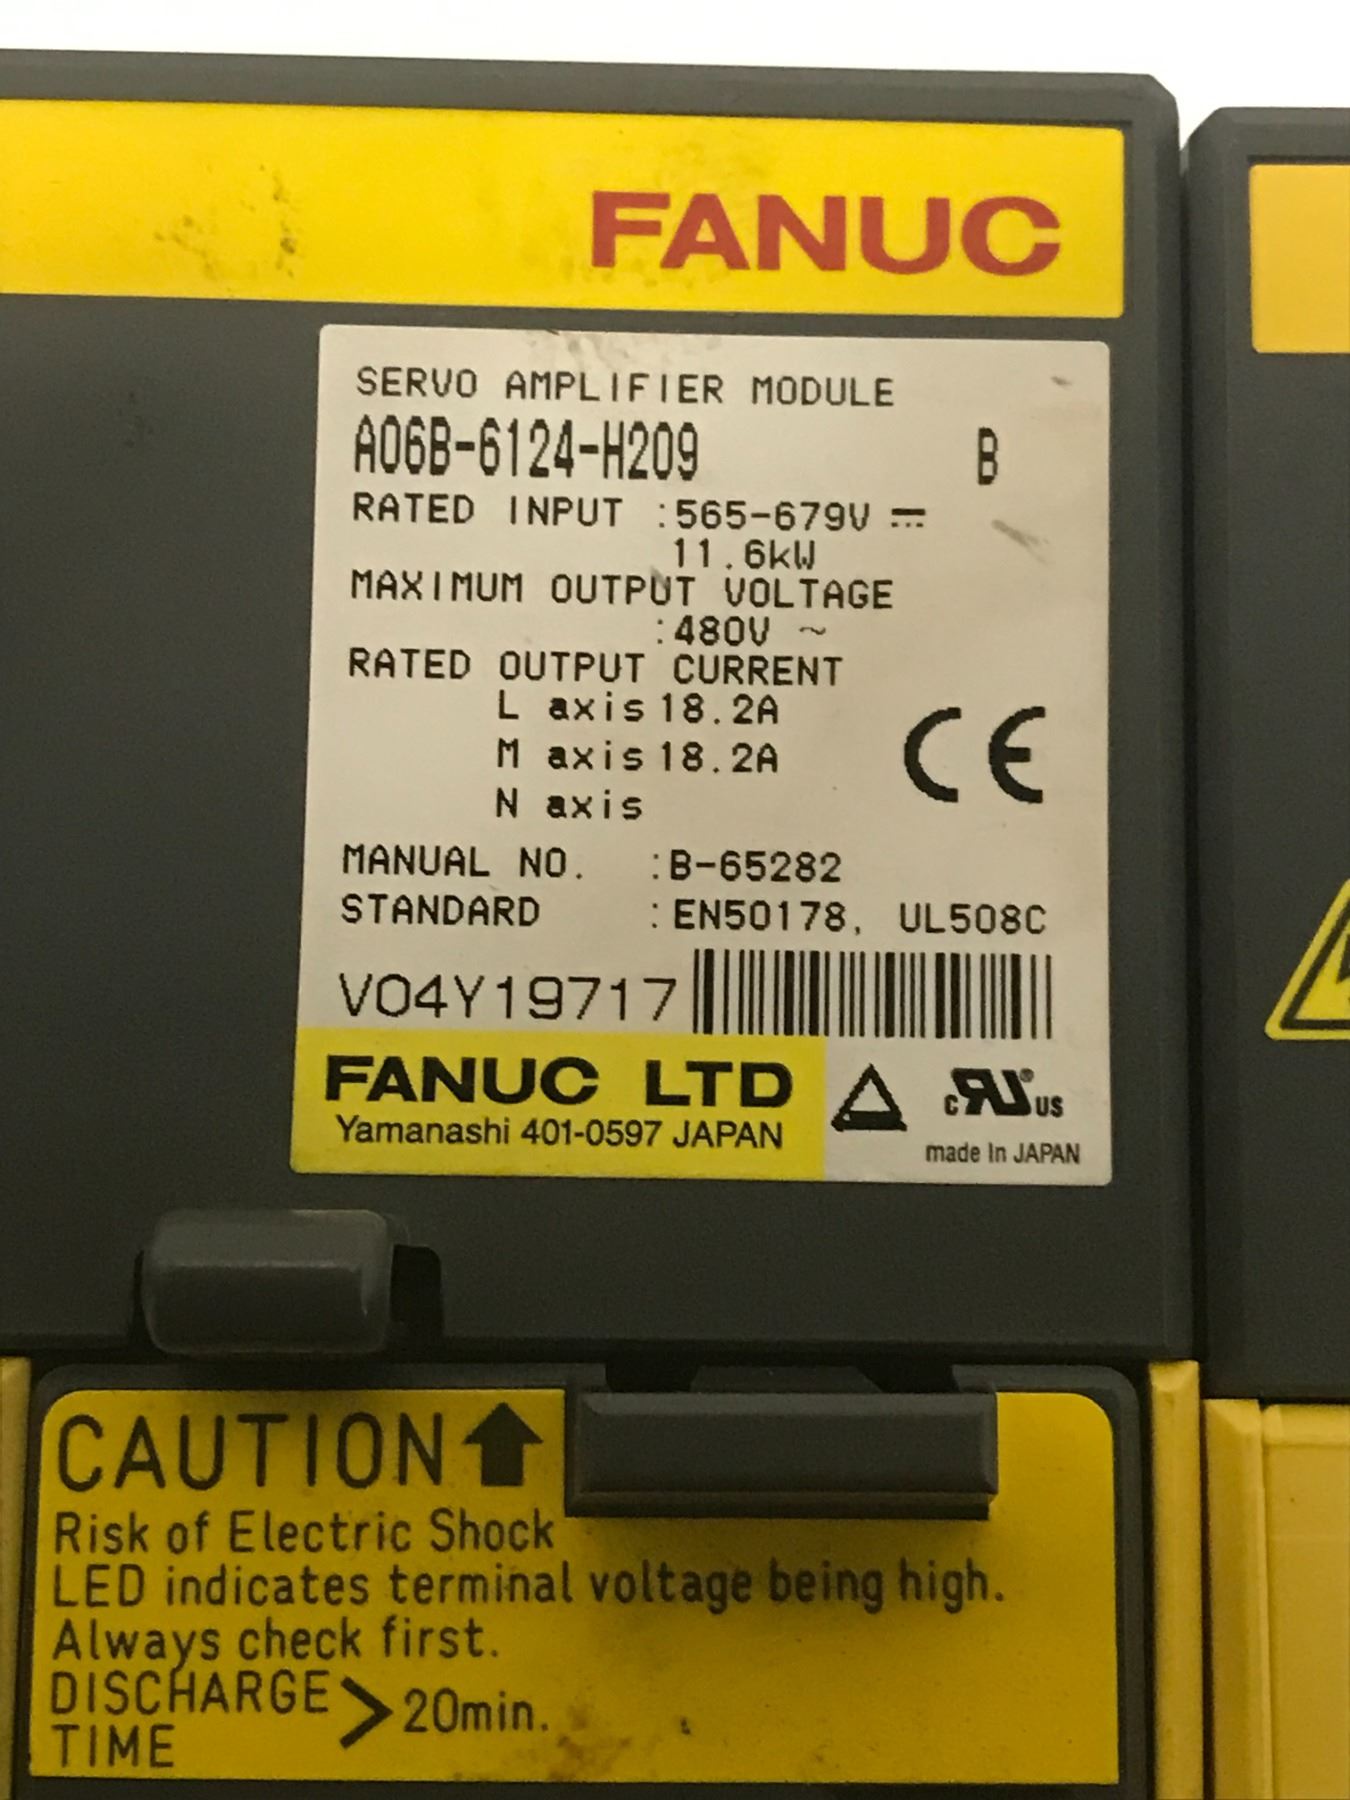 FANUC
SERVO AMPLIFIER MODULE
A06B-6124-H209 B
RATED INPUT :565-679V ⎓
11.6kW
MAXIMUM OUTPUT VOLTAGE
:480V ~
RATED OUTPUT CURRENT
L axis 18.2A
M axis 18.2A
N axis
CE
MANUAL NO. :B-65282
STANDARD :EN50178, UL508C
V04Y19717
FANUC LTD
Yamanashi 401-0597 JAPAN
c RU ® US
made In JAPAN
CAUTION
Risk of Electric Shock
LED indicates terminal voltage being high.
Always check first.
DISCHARGE
TIME > 20min.